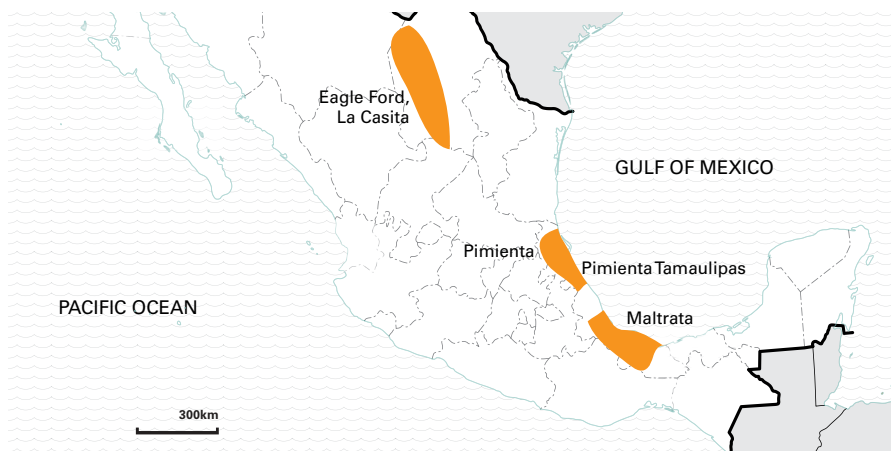 Eagle Ford,
La Casita
GULF OF MEXICO
Pimienta
Pimienta Tamaulipas
PACIFIC OCEAN
Maltrata
300km